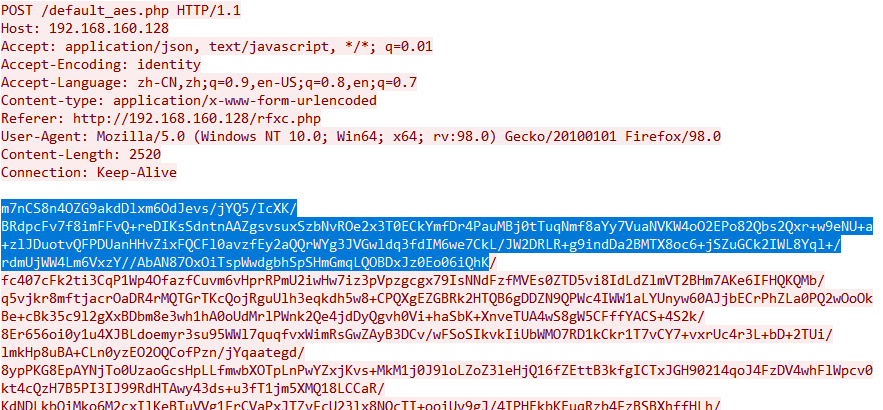 POST /default_aes.php HTTP/1.1
Host: 192.168.160.128
Accept: application/json, text/javascript, */*; q=0.01
Accept-Encoding: identity
Accept-Language: zh-CN,zh;q=0.9,en-US;q=0.8,en;q=0.7
Content-type: application/x-www-form-urlencoded
Referer: http://192.168.160.128/rfxc.php
User-Agent: Mozilla/5.0 (Windows NT 10.0; Win64; x64; rv:98.0) Gecko/20100101 Firefox/98.0
Content-Length: 2520
Connection: Keep-Alive
m7nCS8n4OZG9akdDlxm6OdJevs/jYQ5/IcXK/
BRdpcFv7f8imFFvQ+reDIKsSdntnAAZgsvsuxSzbNvROe2x3T0ECkYmfDr4PauMBj0tTuqNmf8aYy7VuaNVKW4oO2EPo82Qbs2Qxr+w9eNU+a
+zlJDuotvQFPDUanHHvZixFQCFl0avzfEy2aQQrWYg3JVGwldq3fdIM6we7CkL/JW2DRLR+g9indDa2BMTX8oc6+jSZuGCk2IWL8Yql+/
rdmUjWW4Lm6VxzY//AbAN87OxOiTspWwdgbhSpSHmGmqLQOBDxJz0Eo06iQhK/
fc407cFk2ti3CqP1Wp4OfazfCuvm6vHprRPmU2iwHw7iz3pVpzgcgx79IsNNdFzfMVEs0ZTD5vi8IdLdZlmVT2BHm7AKe6IFHQKQMb/
q5vjkr8mftjacrOaDR4rMQTGrTKcQojRguUlh3eqkdh5w8+CPQXgEZGBRk2HTQB6gDDZN9QPWc4IWW1aLYUnyw60AJjbECrPhZLa0PQ2wOoOk
Be+cBk35c9l2gXxBDbm8e3wh1hA0oUdMrlPWnk2Qe4jdDyQgvh0Vi+haSbK+XnveTUA4wS8gW5CFffYACS+4S2k/
8Er656oi0y1u4XJBLdoemyr3su95WWl7quqfvxWimRsGwZAyB3DCv/wFSoSIkvkIiUbWMO7RD1kCkr1T7vCY7+vxrUc4r3L+bD+2TUi/
lmkHp8uBA+CLn0yzEO2OQCofPzn/jYqaategd/
8ypPKG8EpAYNjTo0UzaoGcsHpLLfmwbXOTpLnPwYZxjKvs+MkM1j0J9loLZoZ3leHjQ16fZEttB3kfgICTxJGH90214qoJ4FzDV4whFlWpcv0
kt4cQzH7B5PI3IJ99RdHTAwy43ds+u3fT1jm5XMQ18LCCaR/